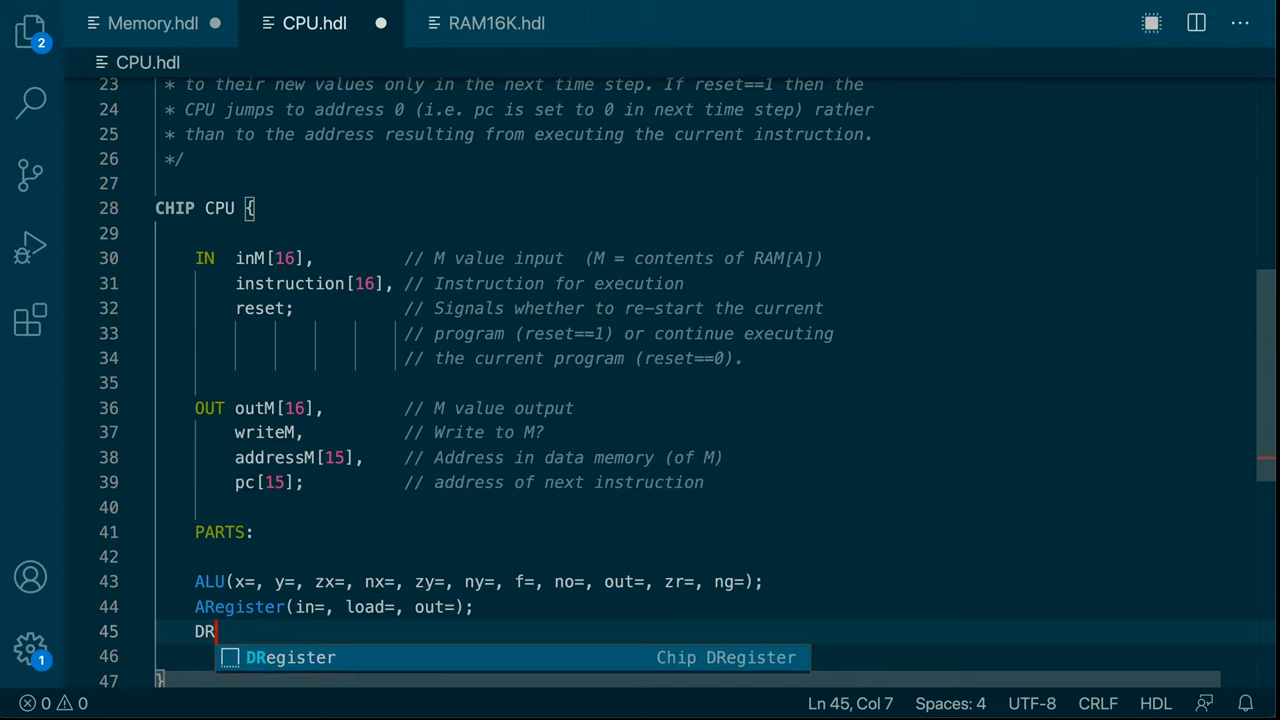 Memory.hdl
CPU.hdl
RAM16K.hdl
2
CPU.hdl
23 * to their new values only in the next time step. If reset==1 then the
24 * CPU jumps to address 0 (i.e. pc is set to 0 in next time step) rather
25 * than to the address resulting from executing the current instruction.
26 */
27
28 CHIP CPU {
29
30 IN inM[16], // M value input (M = contents of RAM[A])
31 instruction[16], // Instruction for execution
32 reset; // Signals whether to re-start the current
33 // program (reset==1) or continue executing
34 // the current program (reset==0).
35
36 OUT outM[16], // M value output
37 writeM, // Write to M?
38 addressM[15], // Address in data memory (of M)
39 pc[15]; // address of next instruction
40
41 PARTS:
42
43 ALU(x=, y=, zx=, nx=, zy=, ny=, f=, no=, out=, zr=, ng=);
44 ARegister(in=, load=, out=);
45 DR
46 DRegister Chip DRegister
47 }
1
0 0 Ln 45, Col 7 Spaces: 4 UTF-8 CRLF HDL